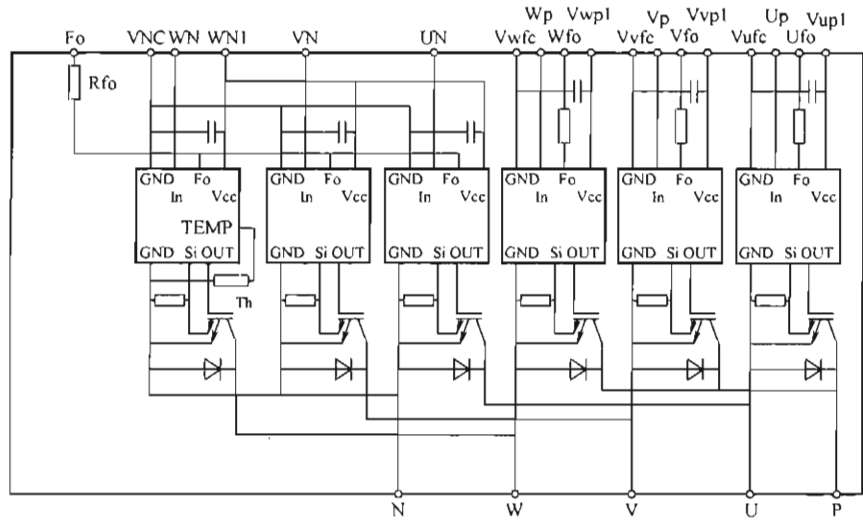 Wp Vwp1 Vp Vvp1 Up Vup1
Fo VNC WN WN1 VN UN Vwfc Wfo Vvfc Vfo Vufc Ufo
Rfo
GND Fo GND Fo GND Fo GND Fo GND Fo GND Fo
In Vcc In Vcc In Vcc In Vcc In Vcc In Vcc
TEMP
GND Si OUT GND Si OUT GND Si OUT GND Si OUT GND Si OUT GND Si OUT
Th
N W V U P